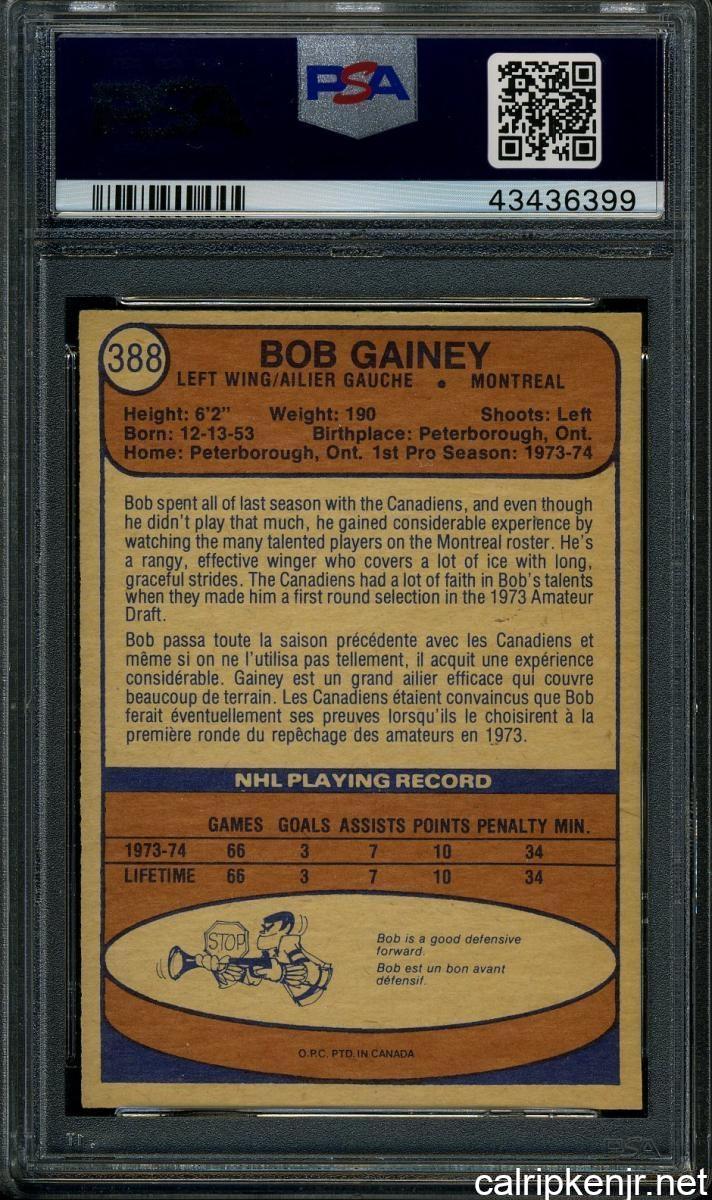 PSA
43436399
388
BOB GAINEY
LEFT WING/AILIER GAUCHE • MONTREAL
Height: 6'2" Weight: 190 Shoots: Left
Born: 12-13-53 Birthplace: Peterborough, Ont.
Home: Peterborough, Ont. 1st Pro Season: 1973-74
Bob spent all of last season with the Canadiens, and even though
he didn't play that much, he gained considerable experience by
watching the many talented players on the Montreal roster. He's
a rangy, effective winger who covers a lot of ice with long,
graceful strides. The Canadiens had a lot of faith in Bob's talents
when they made him a first round selection in the 1973 Amateur
Draft.
Bob passa toute la saison précédente avec les Canadiens et
même si on ne l'utilisa pas tellement, il acquit une expérience
considérable. Gainey est un grand ailier efficace qui couvre
beaucoup de terrain. Les Canadiens étaient convaincus que Bob
ferait éventuellement ses preuves lorsqu'ils le choisirent à la
première ronde du repêchage des amateurs en 1973.
NHL PLAYING RECORD
GAMES GOALS ASSISTS POINTS PENALTY MIN.
1973-74 66 3 7 10 34
LIFETIME 66 3 7 10 34
STOP
Bob is a good defensive
forward.
Bob est un bon avant
défensif.
O.P.C. PTD. IN CANADA
PSA
calripkenjr.net